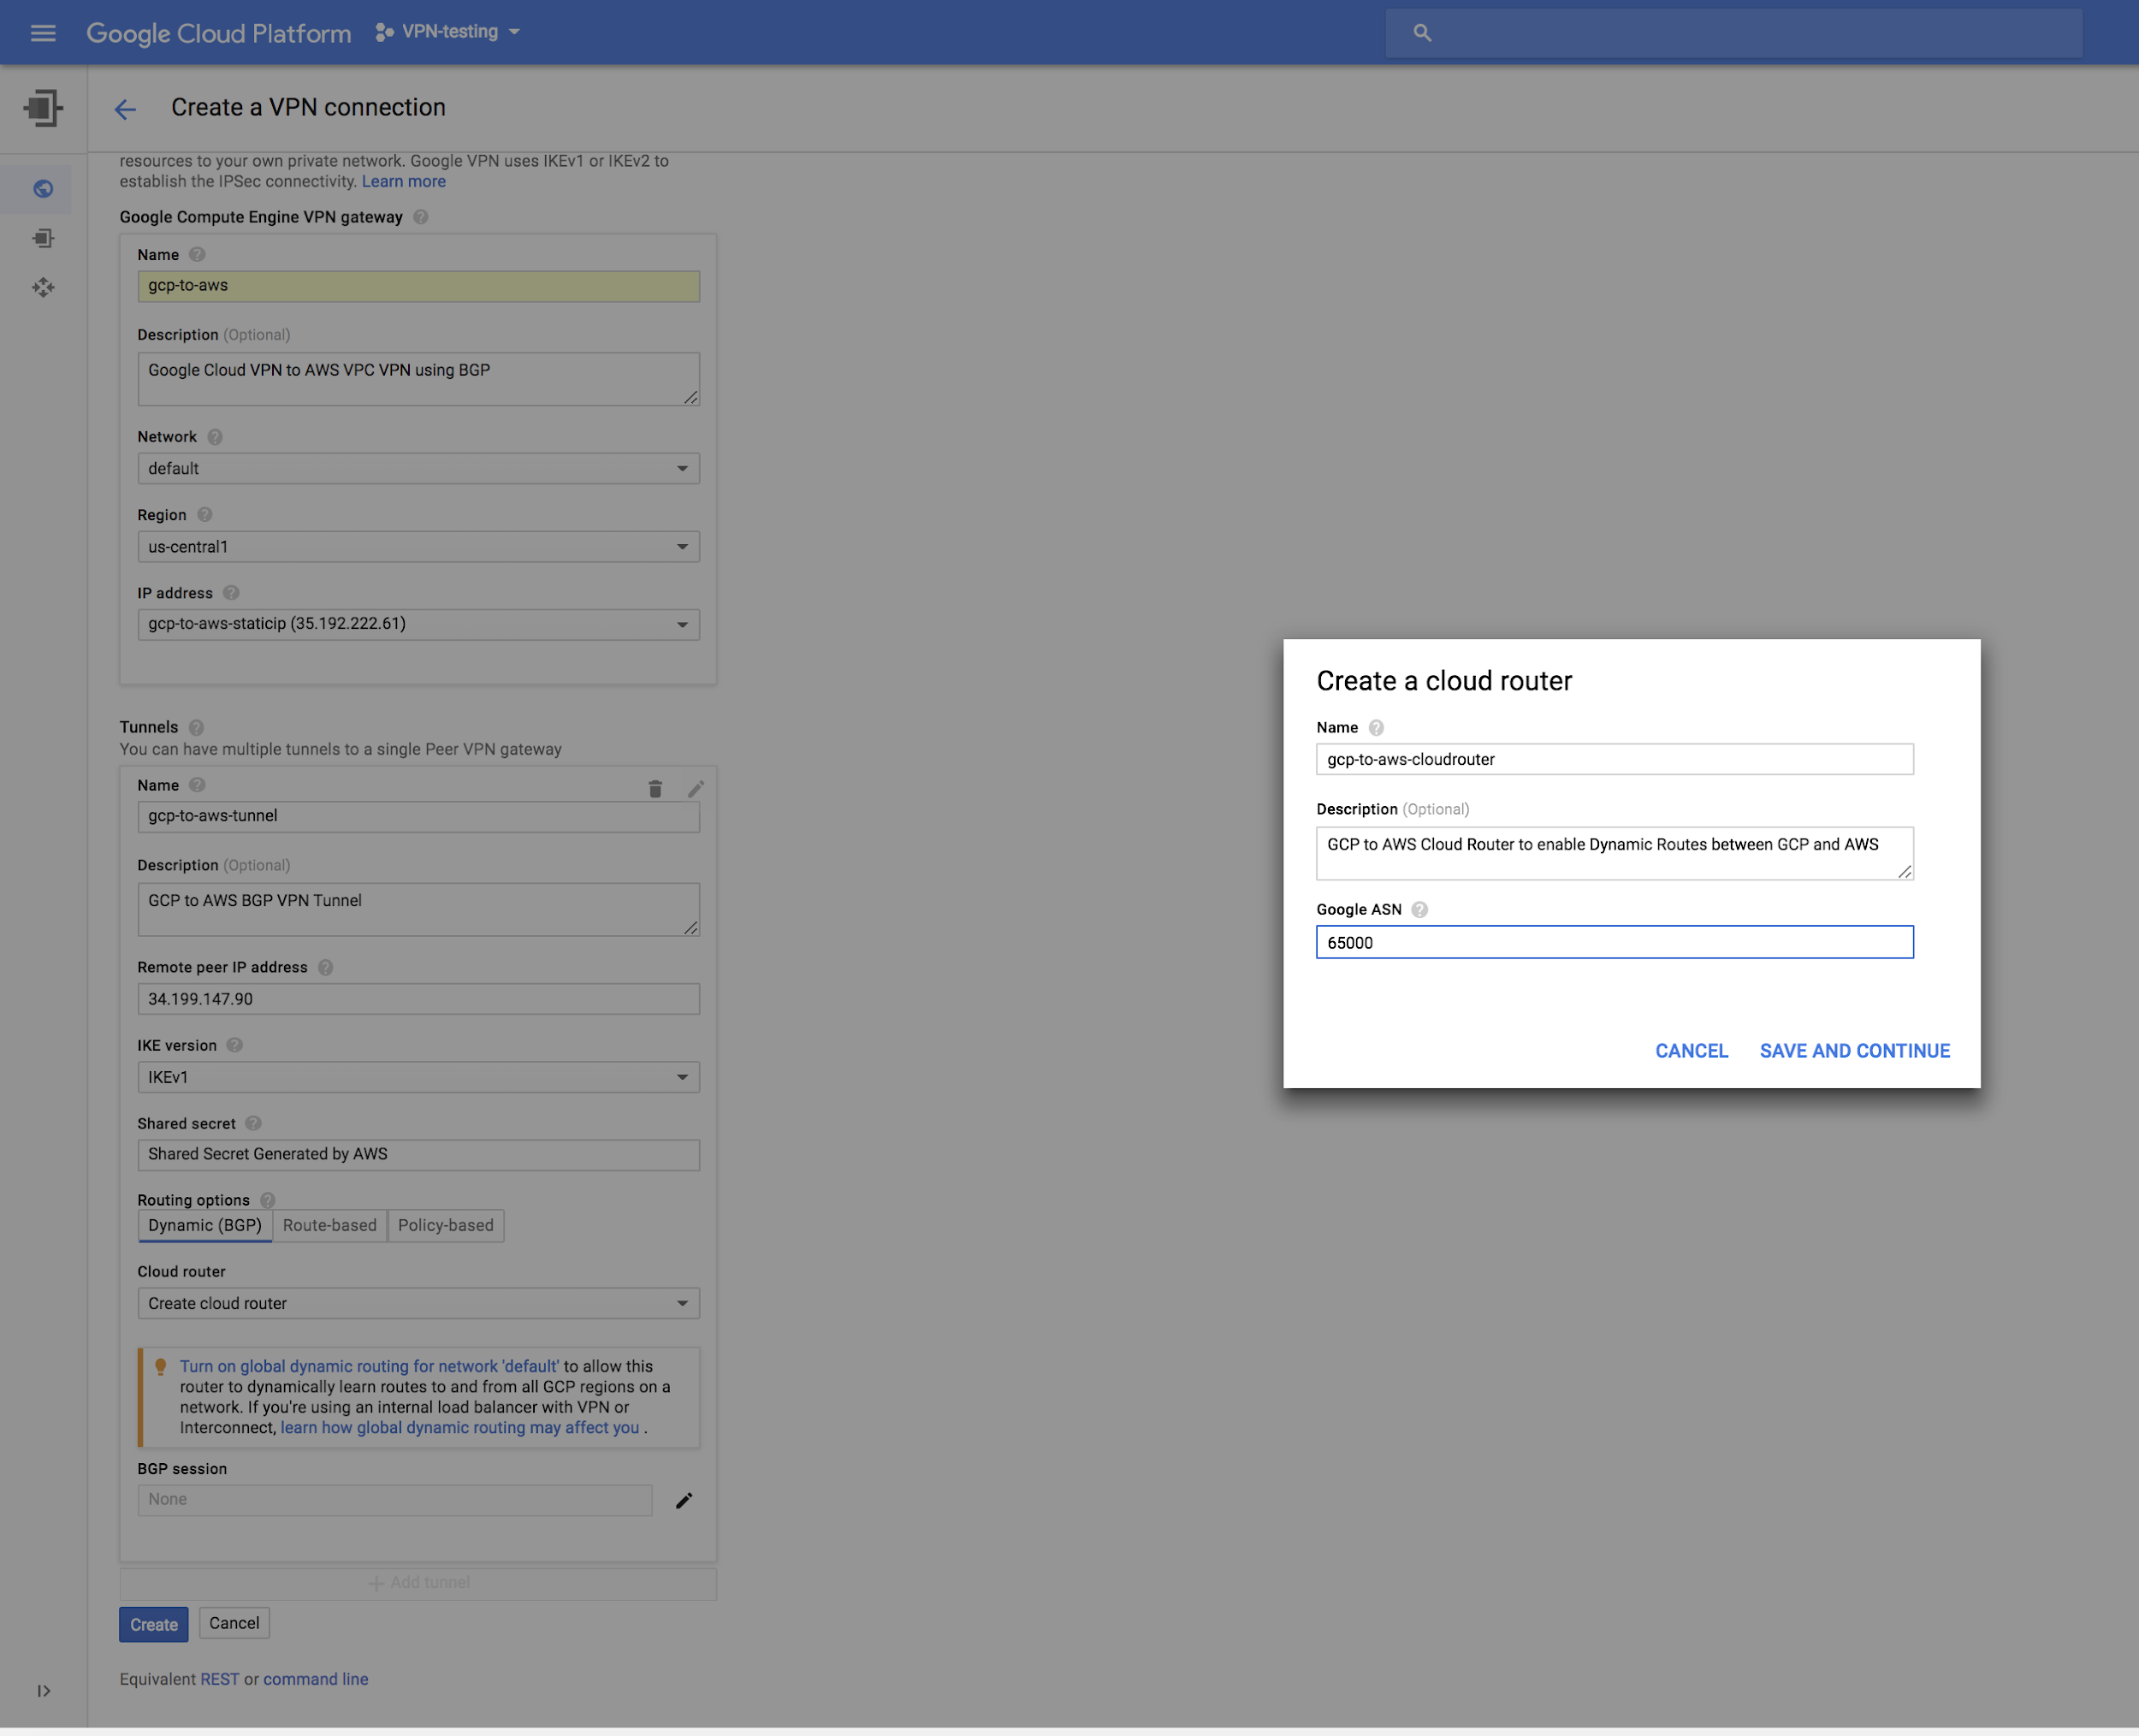 Google Cloud Platform
VPN-testing
Create a VPN connection
resources to your own private network. Google VPN uses IKEv1 or IKEv2 to
establish the IPSec connectivity. Learn more
Google Compute Engine VPN gateway
Name
gcp-to-aws
Description (Optional)
Google Cloud VPN to AWS VPC VPN using BGP
Network
default
Region
us-central1
IP address
gcp-to-aws-staticip (35.192.222.61)
Tunnels
You can have multiple tunnels to a single Peer VPN gateway
Name
gcp-to-aws-tunnel
Description (Optional)
GCP to AWS BGP VPN Tunnel
Remote peer IP address
34.199.147.90
IKE version
IKEv1
Shared secret
Shared Secret Generated by AWS
Routing options
Dynamic (BGP) Route-based Policy-based
Cloud router
Create cloud router
Turn on global dynamic routing for network 'default' to allow this
router to dynamically learn routes to and from all GCP regions on a
network. If you're using an internal load balancer with VPN or
Interconnect, learn how global dynamic routing may affect you .
BGP session
None
Add tunnel
Create Cancel
Equivalent REST or command line
Create a cloud router
Name
gcp-to-aws-cloudrouter
Description (Optional)
GCP to AWS Cloud Router to enable Dynamic Routes between GCP and AWS
Google ASN
65000
CANCEL SAVE AND CONTINUE